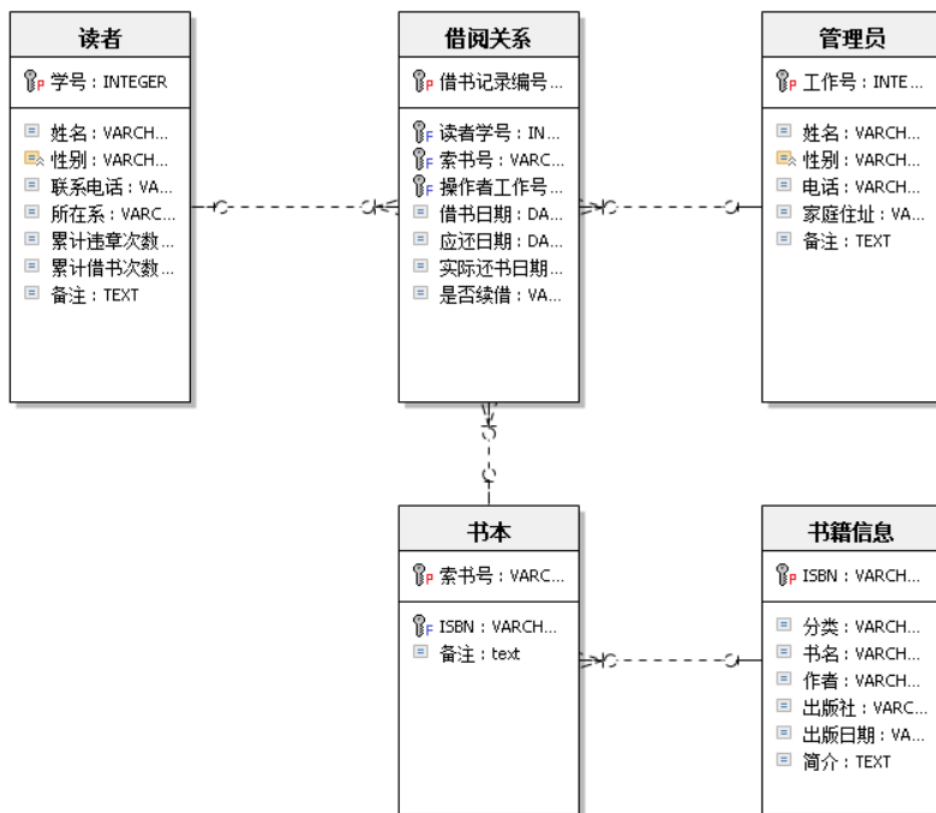 读者
学号：INTEGER
姓名：VARCH...
性别：VARCH...
联系电话：VA...
所在系：VARC...
累计违章次数...
累计借书次数...
备注：TEXT
借阅关系
借书记录编号...
读者学号：IN...
索书号：VARC...
操作者工作号...
借书日期：DA...
应还日期：DA...
实际还书日期...
是否续借：VA...
管理员
工作号：INTE...
姓名：VARCH...
性别：VARCH...
电话：VARCH...
家庭住址：VA...
备注：TEXT
书本
索书号：VARC...
ISBN：VARCH...
备注：text
书籍信息
ISBN：VARCH...
分类：VARCH...
书名：VARCH...
作者：VARCH...
出版社：VARC...
出版日期：VA...
简介：TEXT